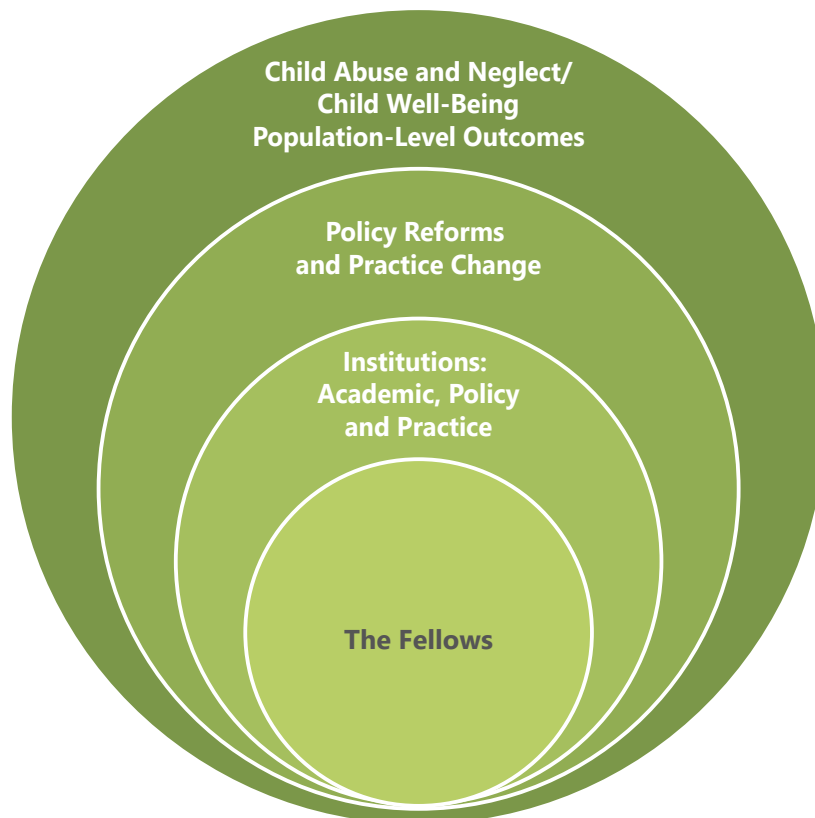 Child Abuse and Neglect/
Child Well-Being
Population-Level Outcomes
Policy Reforms
and Practice Change
Institutions:
Academic, Policy
and Practice
The Fellows